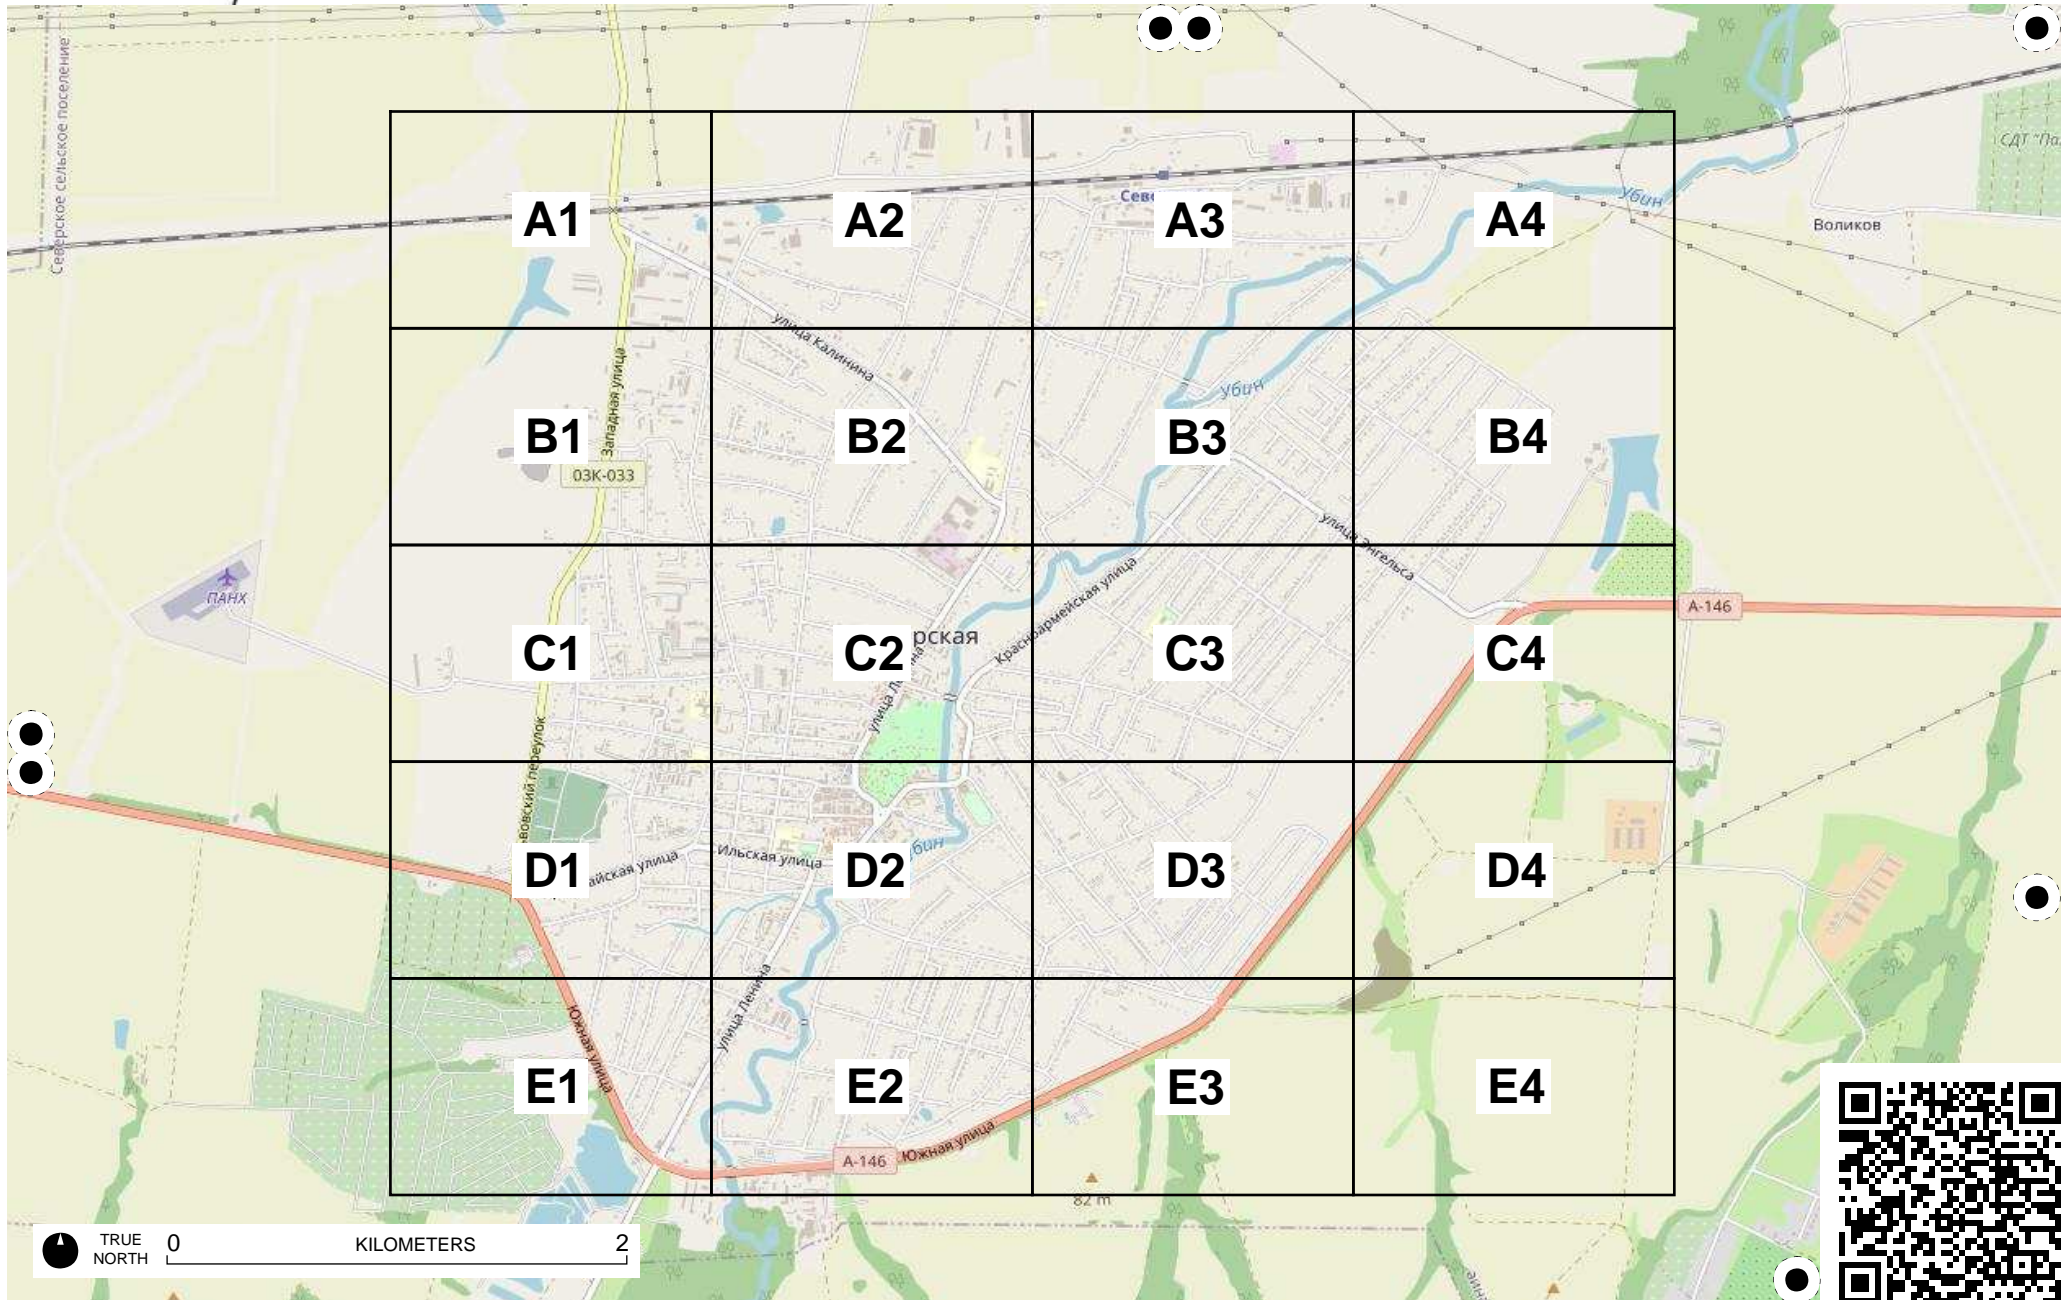 Северское сельское поселение
СДТ "Па
A1
A2
A3
A4
Убин
Воликов
улица Калинина
Западная улица
B1
B2
B3
B4
Убин
03К-033
улица Энгельса
ПАНХ
А-146
C1
C2
C3
C4
рская
Красноармейская улица
D1
D2
D3
D4
Ильская улица
айская улица
убин
улица Ленина
Южная улица
E1
E2
E3
E4
А-146
Южная улица
82 m
TRUE
NORTH
0
KILOMETERS
2